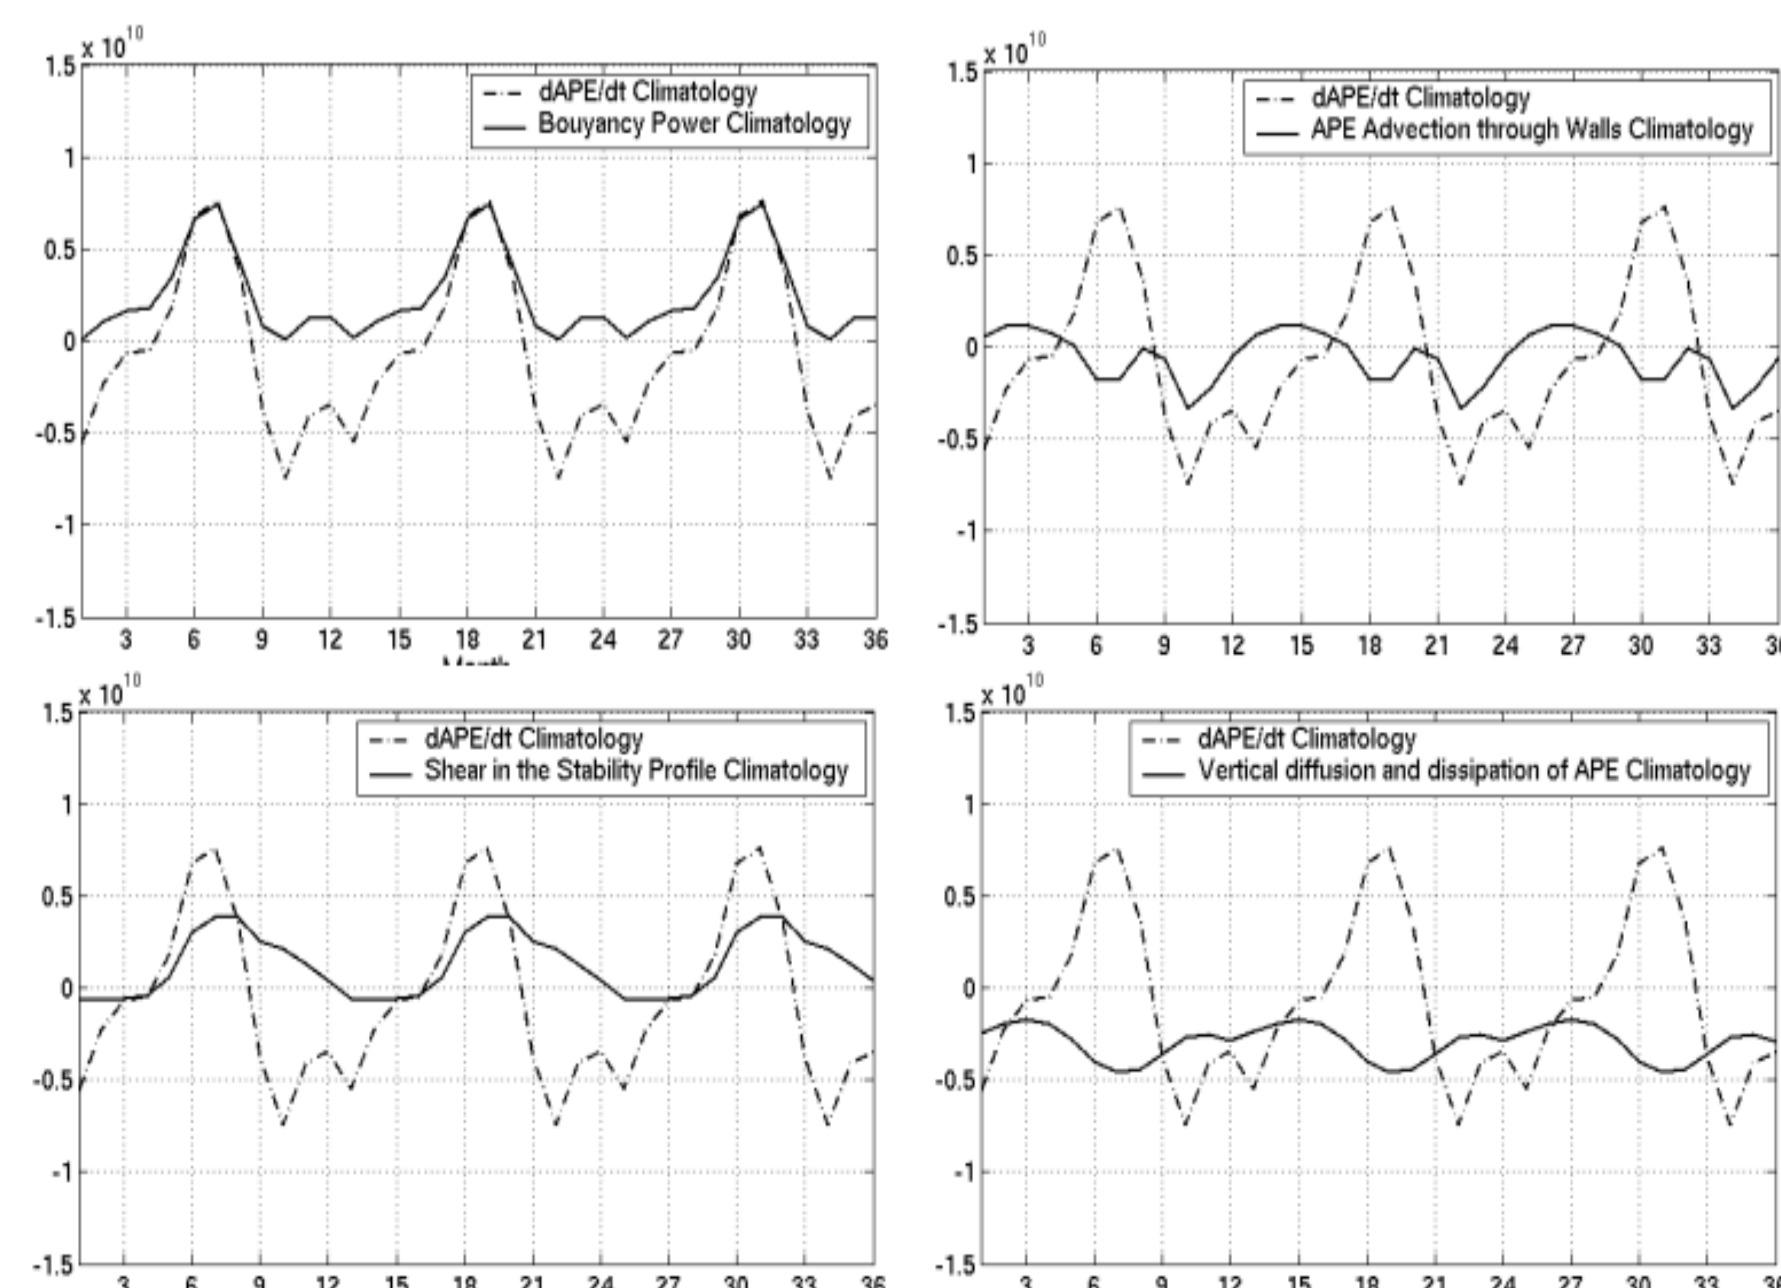 x 10^10
1.5
dAPE/dt Climatology
Bouyancy Power Climatology
1
0.5
0
-0.5
-1
-1.5
3 6 9 12 15 18 21 24 27 30 33 36
x 10^10
1.5
dAPE/dt Climatology
APE Advection through Walls Climatology
1
0.5
0
-0.5
-1
-1.5
3 6 9 12 15 18 21 24 27 30 33
x 10^10
1.5
dAPE/dt Climatology
Shear in the Stability Profile Climatology
1
0.5
0
-0.5
-1
-1.5
3 6 9 12 15 18 21 24 27 30 33 36
x 10^10
1.5
dAPE/dt Climatology
Vertical diffusion and dissipation of APE Climatology
1
0.5
0
-0.5
-1
-1.5
3 6 9 12 15 18 21 24 27 30 33